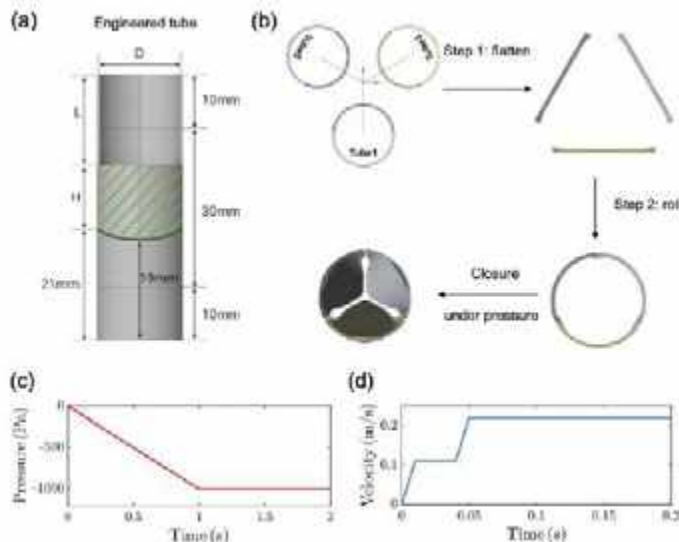 (a)
Engineered tube
D
10mm
H
30mm
21mm
19mm
10mm
(b)
Step 1: flatten
Step 2: roll
Closure
under pressure
(c)
0
-500
-1000
Pressure (Pa)
0
0.5
1
1.5
2
Time (s)
(d)
0.2
0.1
0
Velocity (m/s)
0
0.05
0.1
0.15
0.2
Time (s)